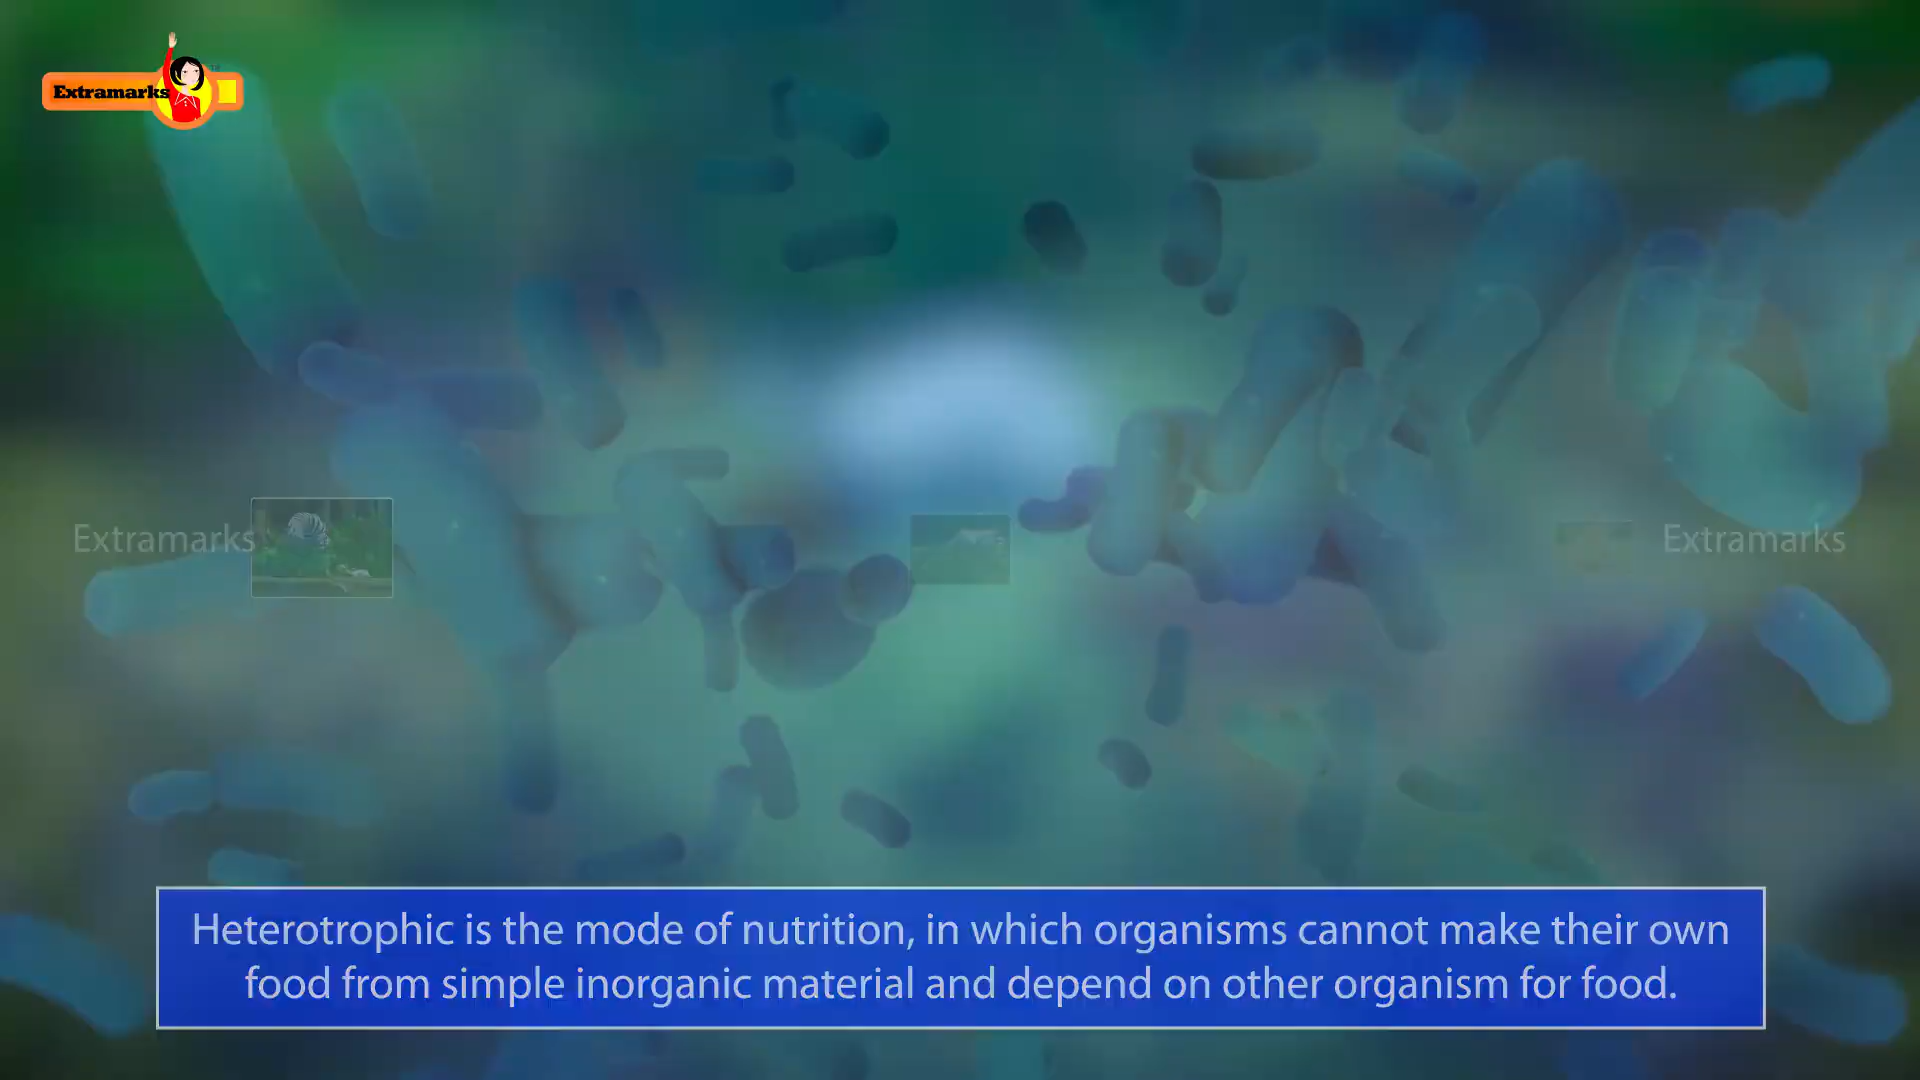 Extramarks
Extramarks
Extramarks
Heterotrophic is the mode of nutrition, in which organisms cannot make their own
food from simple inorganic material and depend on other organism for food.